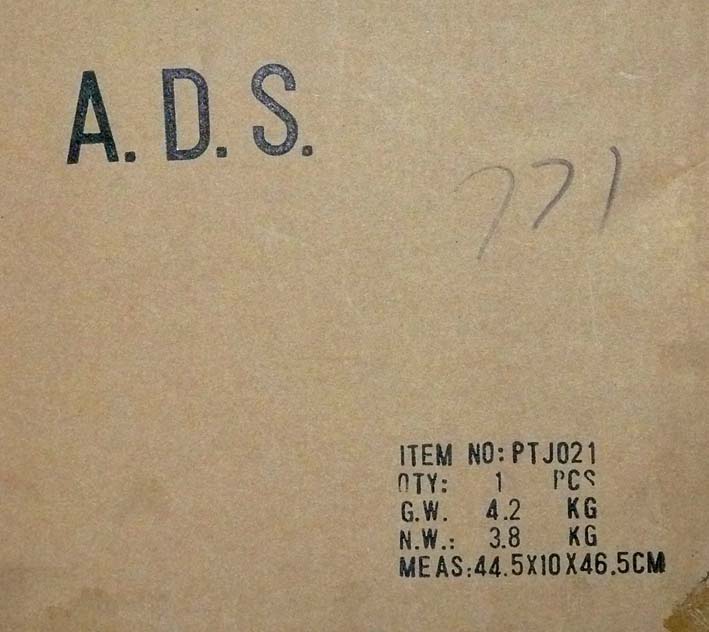 A.D.S.
771
ITEM NO: PTJ021
QTY: 1 PCS
G.W. 4.2 KG
N.W.: 3.8 KG
MEAS:44.5X10X46.5CM